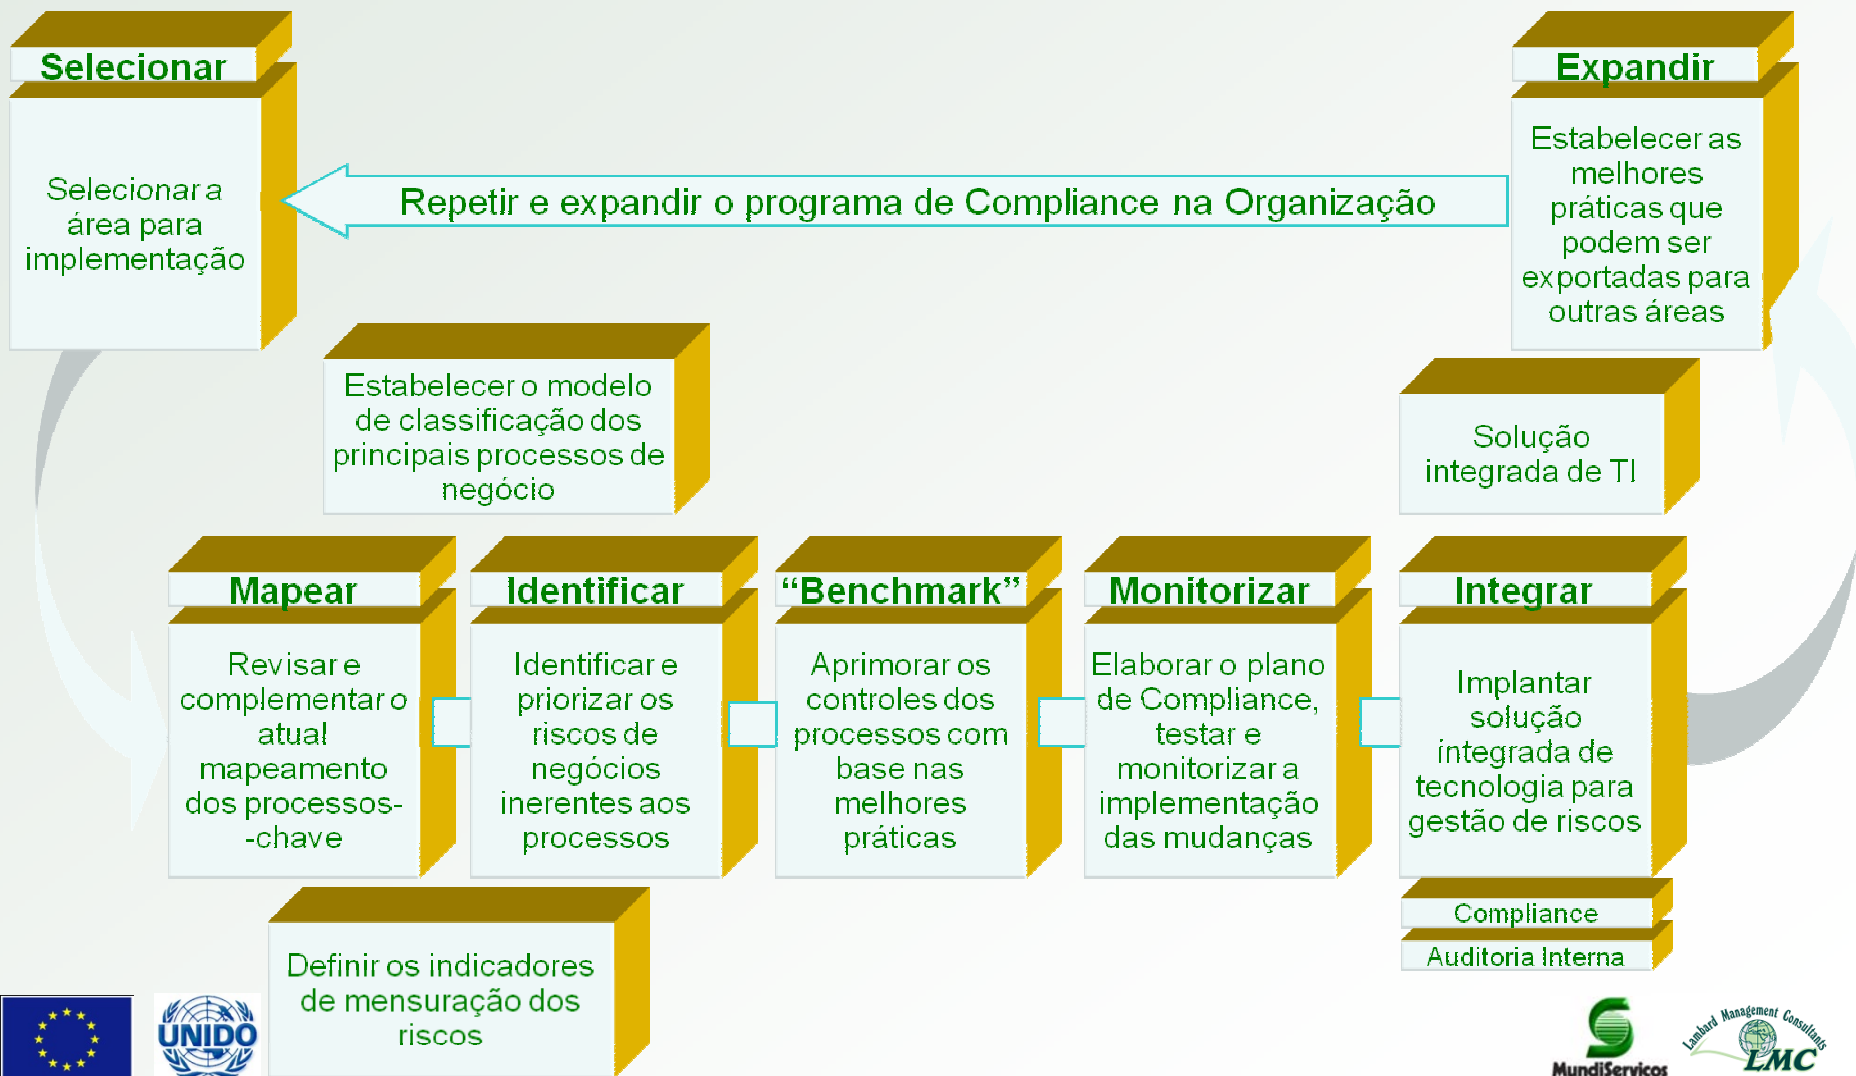 Selecionar
Selecionar a
área para
implementação
Expandir
Estabelecer as
melhores
práticas que
podem ser
exportadas para
outras áreas
Repetir e expandir o programa de Compliance na Organização
Estabelecer o modelo
de classificação dos
principais processos de
negócio
Solução
integrada de TI
Mapear
Revisar e
complementar o
atual
mapeamento
dos processos-
-chave
Identificar
Identificar e
priorizar os
riscos de
negócios
inerentes aos
processos
“Benchmark”
Aprimorar os
controles dos
processos com
base nas
melhores
práticas
Monitorizar
Elaborar o plano
de Compliance,
testar e
monitorizar a
implementação
das mudanças
Integrar
Implantar
solução
integrada de
tecnologia para
gestão de riscos
Compliance
Auditoria Interna
Definir os indicadores
de mensuração dos
riscos
UNIDO
MundiServicos
Lambard Management Consultants
LMC